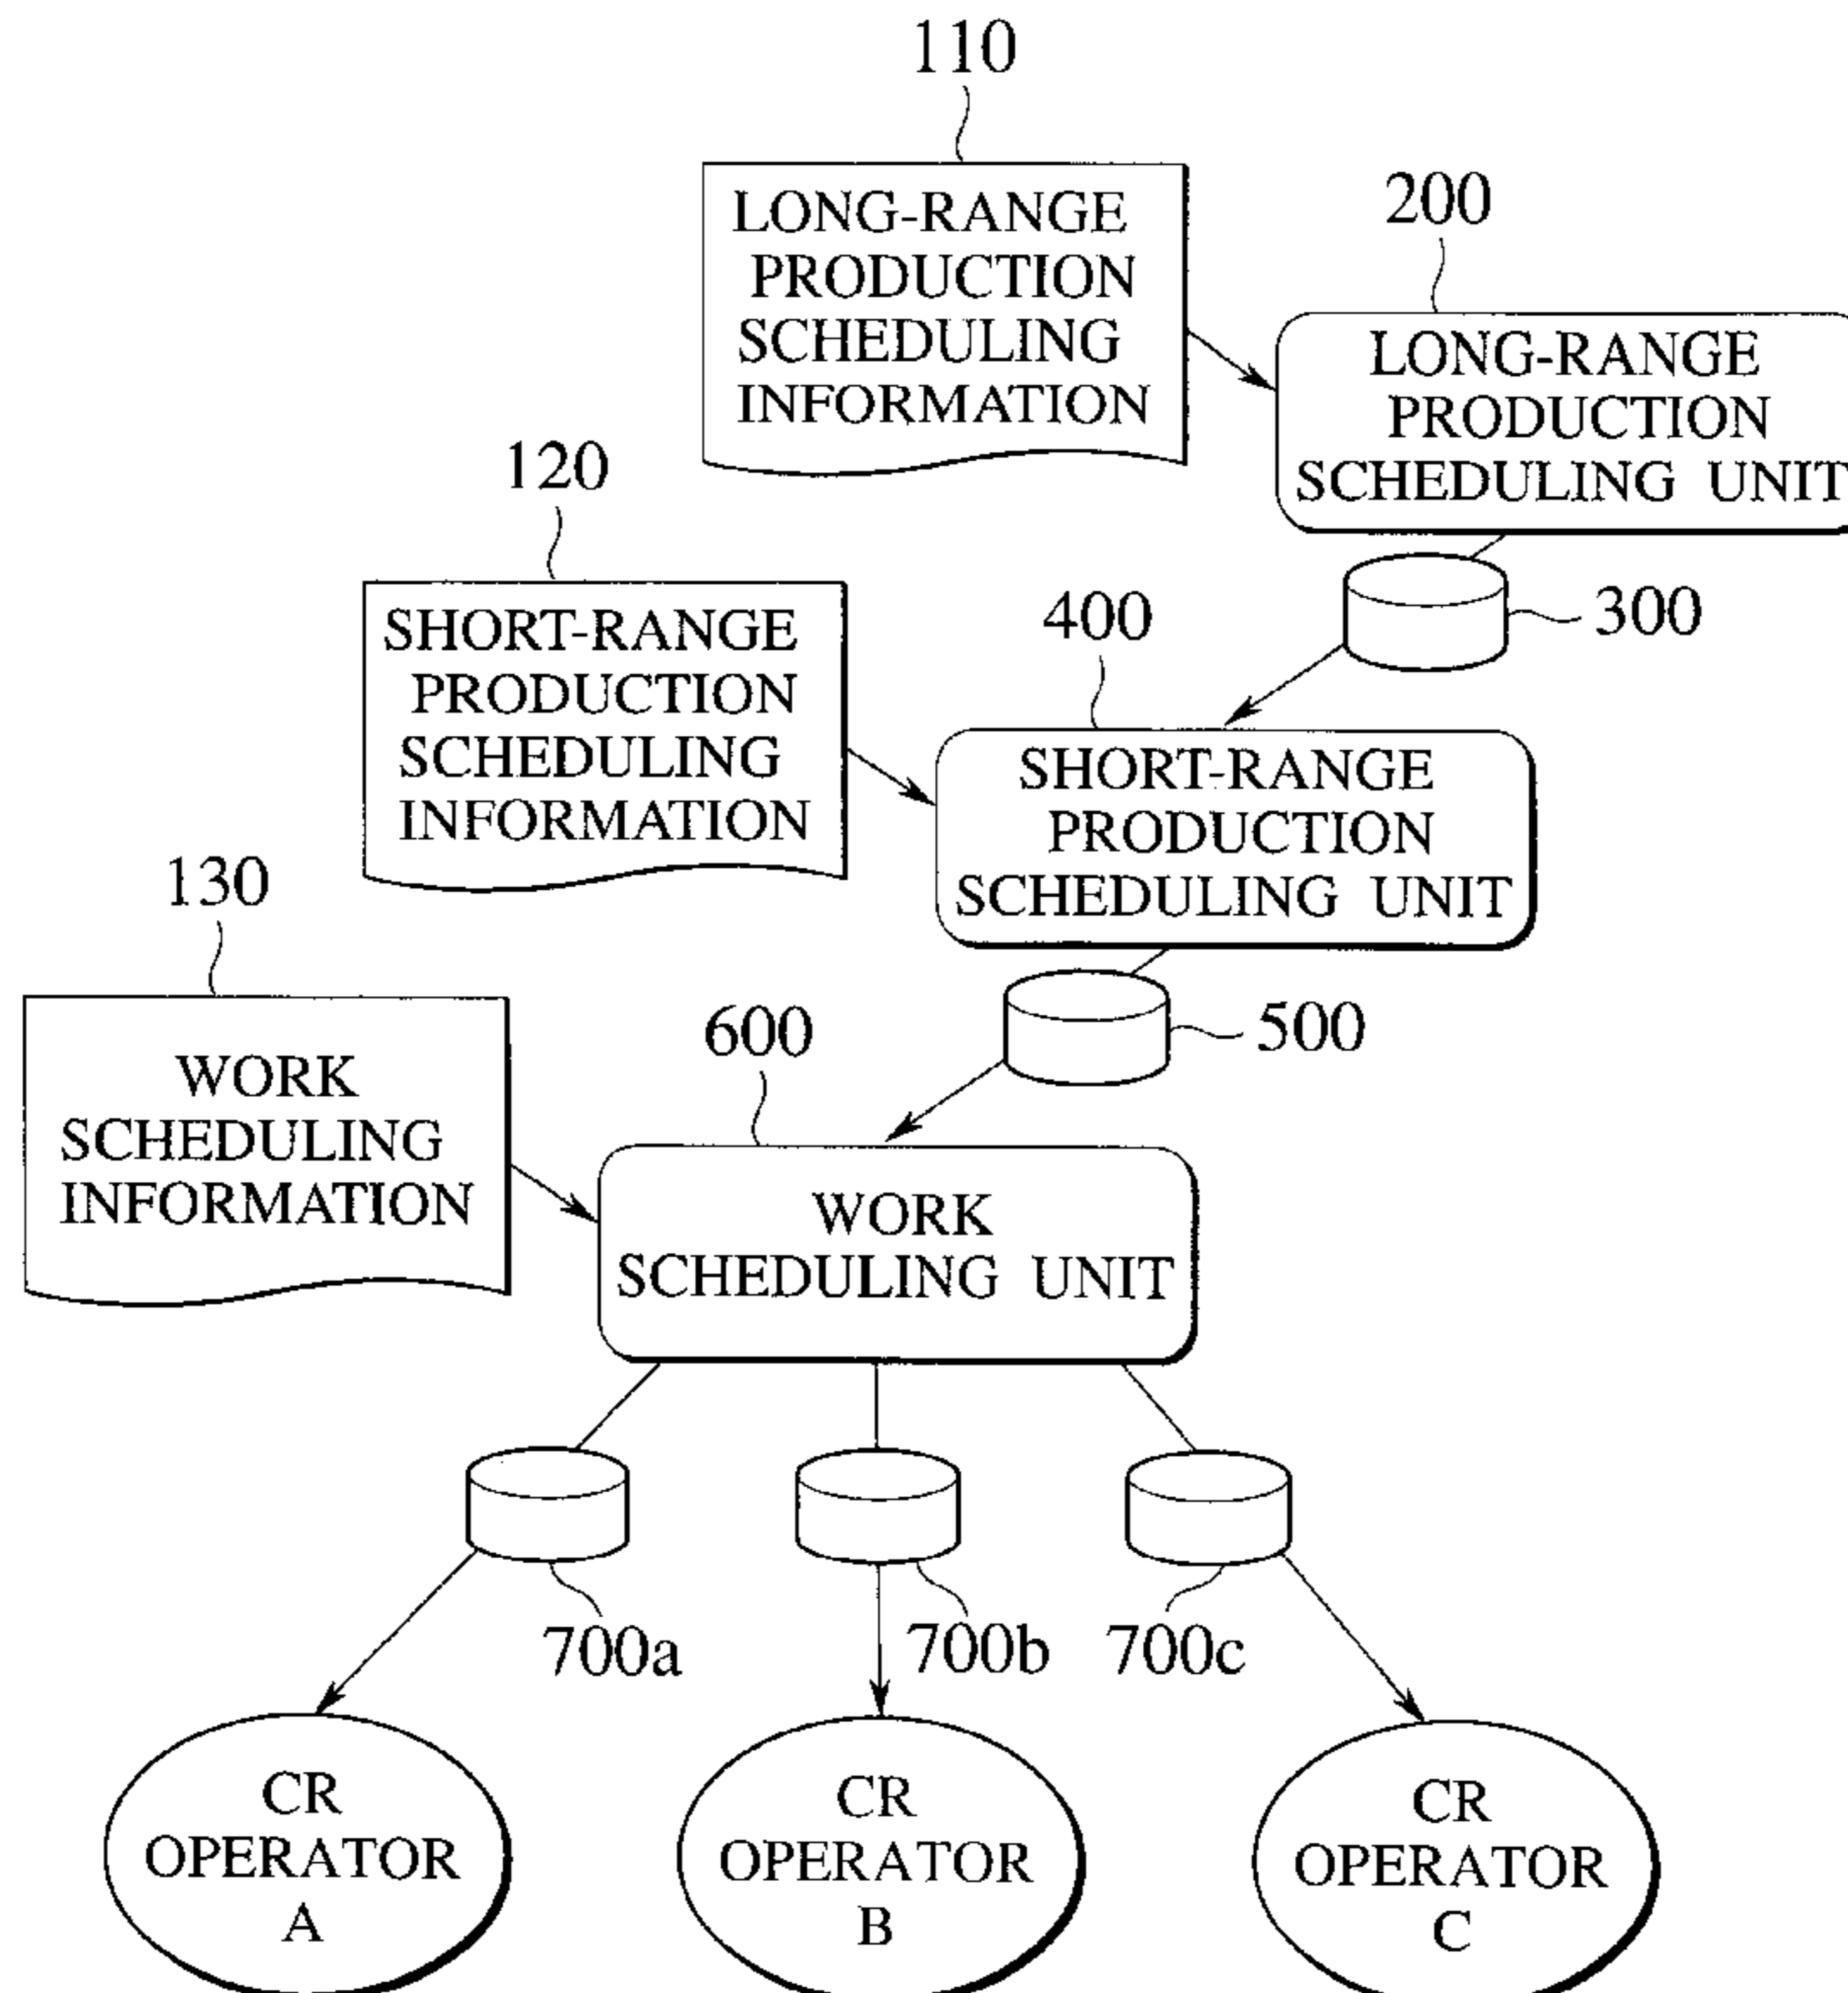 110
LONG-RANGE
PRODUCTION
SCHEDULING
INFORMATION
200
LONG-RANGE
PRODUCTION
SCHEDULING UNIT
300
120
SHORT-RANGE
PRODUCTION
SCHEDULING
INFORMATION
400
SHORT-RANGE
PRODUCTION
SCHEDULING UNIT
500
130
WORK
SCHEDULING
INFORMATION
600
WORK
SCHEDULING UNIT
700a
700b
700c
CR
OPERATOR
A
CR
OPERATOR
B
CR
OPERATOR
C